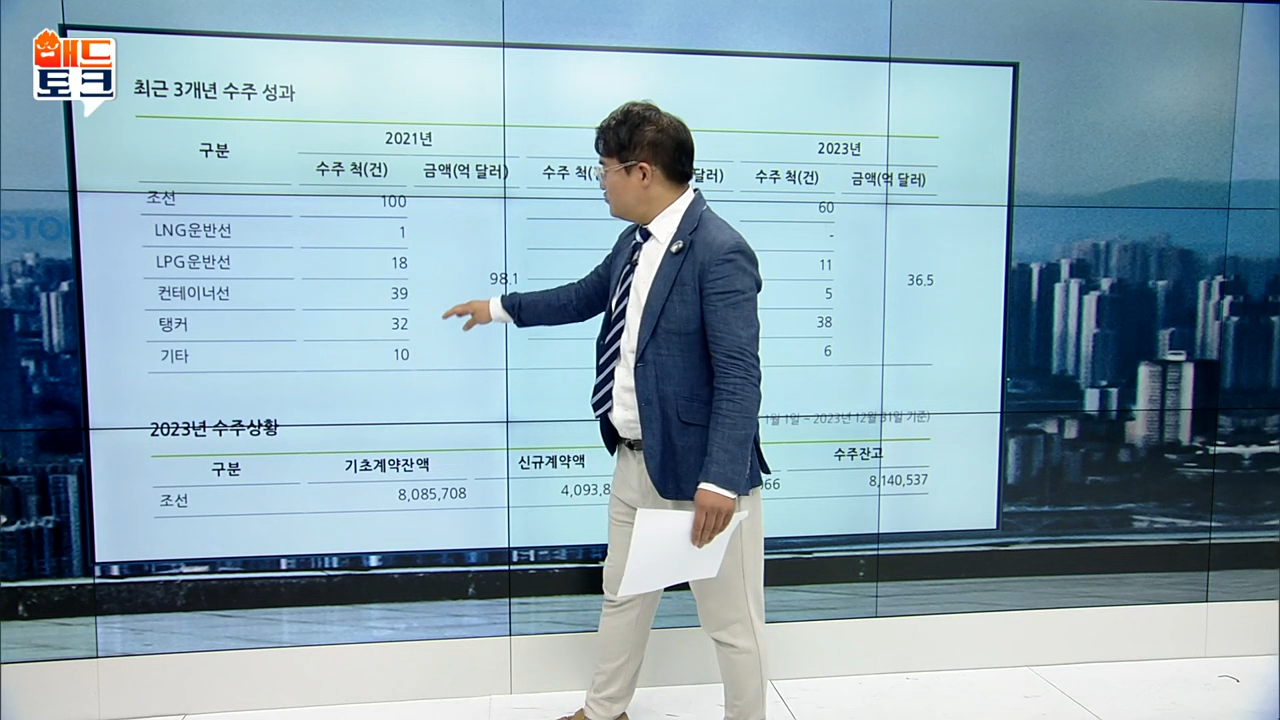 빼드
토크
최근 3개년 수주 성과
구분 2021년 2023년
수주 척(건) 금액(억 달러) 수주 척( 달러) 수주 척(건) 금액(억 달러)
조선 100 60
LNG운반선 1 -
LPG운반선 18 11
98.1 36.5
컨테이너선 39 5
탱커 32 38
기타 10 6
2023년 수주상황 1월 1일 ~ 2023년 12월 31일 기준)
구분 기초계약잔액 신규계약액 수주잔고
조선 8,085,708 4,093,8 66 8,140,537
STO